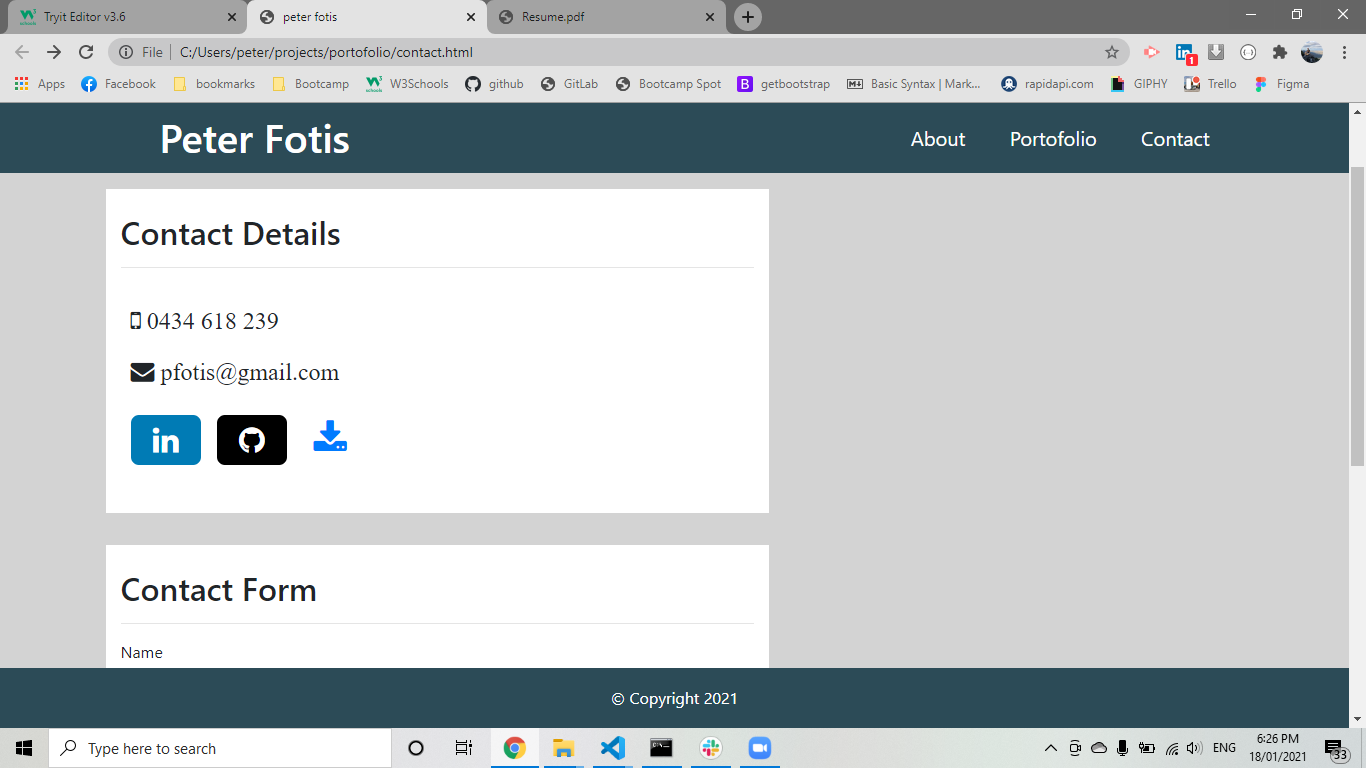 Tryit Editor v3.6
peter fotis
Resume.pdf
File
C:/Users/peter/projects/portofolio/contact.html
1
Apps
Facebook
bookmarks
Bootcamp
W3Schools
github
GitLab
Bootcamp Spot
getbootstrap
Basic Syntax | Mark...
rapidapi.com
GIPHY
Trello
Figma
Peter Fotis
About
Portofolio
Contact
Contact Details
0434 618 239
pfotis@gmail.com
in
Contact Form
Name
© Copyright 2021
Type here to search
ENG
6:26 PM
18/01/2021
33